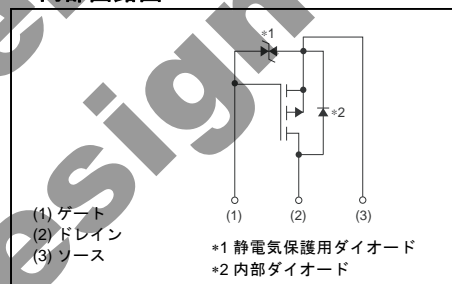 *1
*2
(1) (2) (3)
(1) ゲート
(2) ドレイン
(3) ソース
*1 静電気保護用ダイオード
*2 内部ダイオード
esign
esign